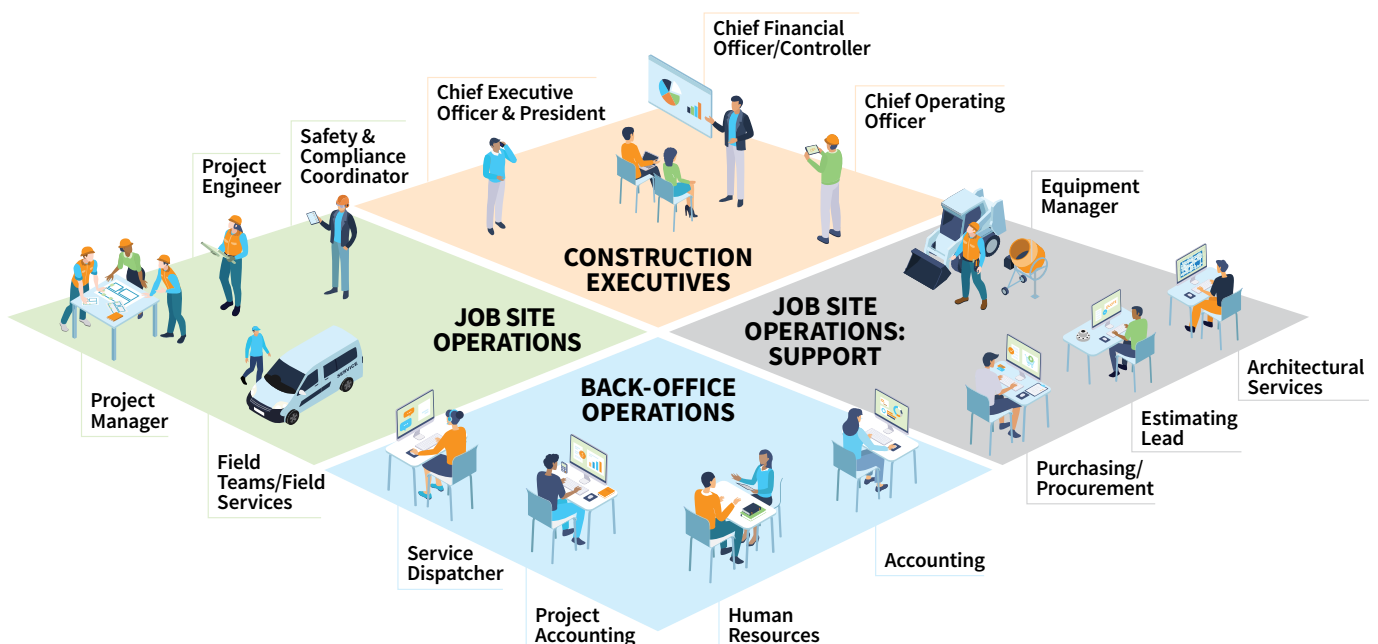 Chief Financial
Officer/Controller
Chief Executive
Officer & President
Chief Operating
Officer
Safety &
Compliance
Coordinator
Project
Engineer
Equipment
Manager
CONSTRUCTION
EXECUTIVES
JOB SITE
OPERATIONS
JOB SITE
OPERATIONS:
SUPPORT
SERVICE
BACK-OFFICE
OPERATIONS
Project
Manager
Architectural
Services
Estimating
Lead
Field
Teams/Field
Services
Purchasing/
Procurement
Service
Dispatcher
Accounting
Project
Accounting
Human
Resources